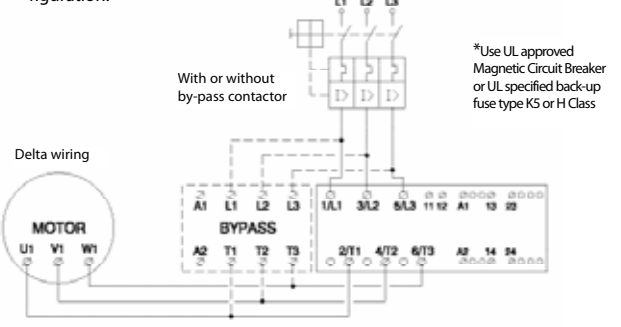 figuration.
L1 L2 L3
*Use UL approved
Magnetic Circuit Breaker
or UL specified back-up
fuse type K5 or H Class
With or without
by-pass contactor
Delta wiring
A1 L1 L2 L3
1/L1 3/L2 5/L3 11 12 A1 13 23
MOTOR
BYPASS
U1 V1 W1
A2 T1 T2 T3
2/T1 4/T2 6/T3 A2 14 24